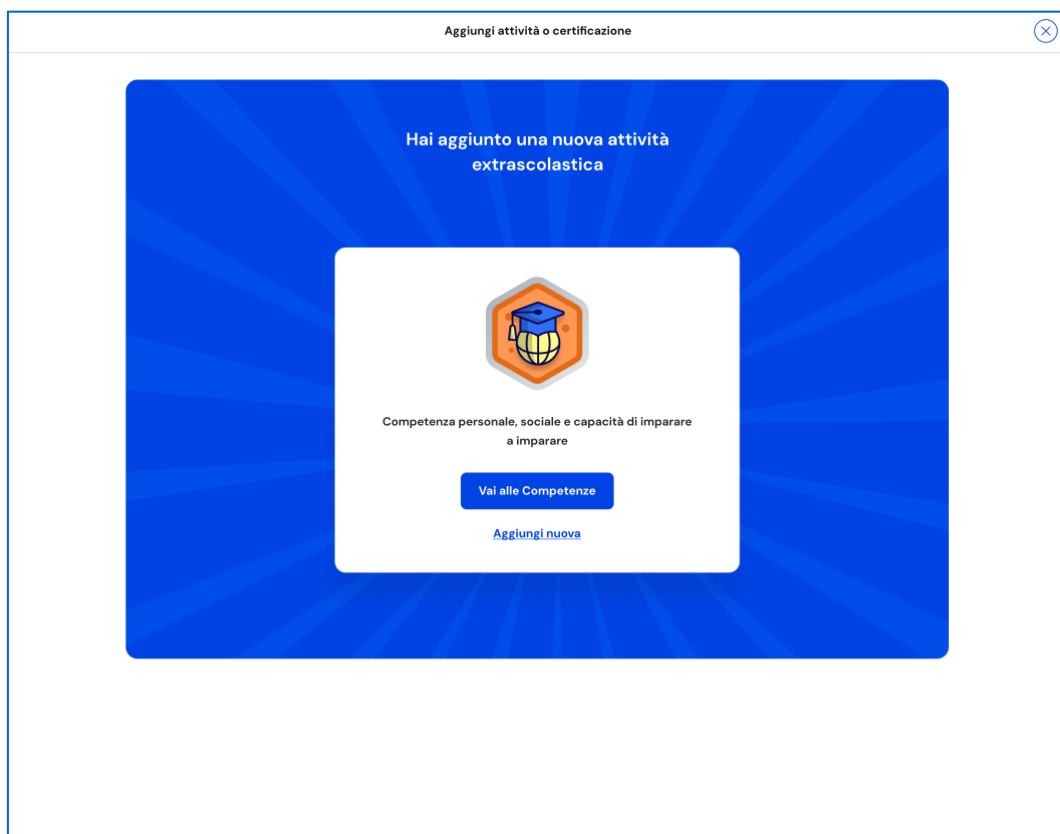 Aggiungi attività o certificazione
Hai aggiunto una nuova attività
extrascolastica
Competenza personale, sociale e capacità di imparare
a imparare
Vai alle Competenze
Aggiungi nuova